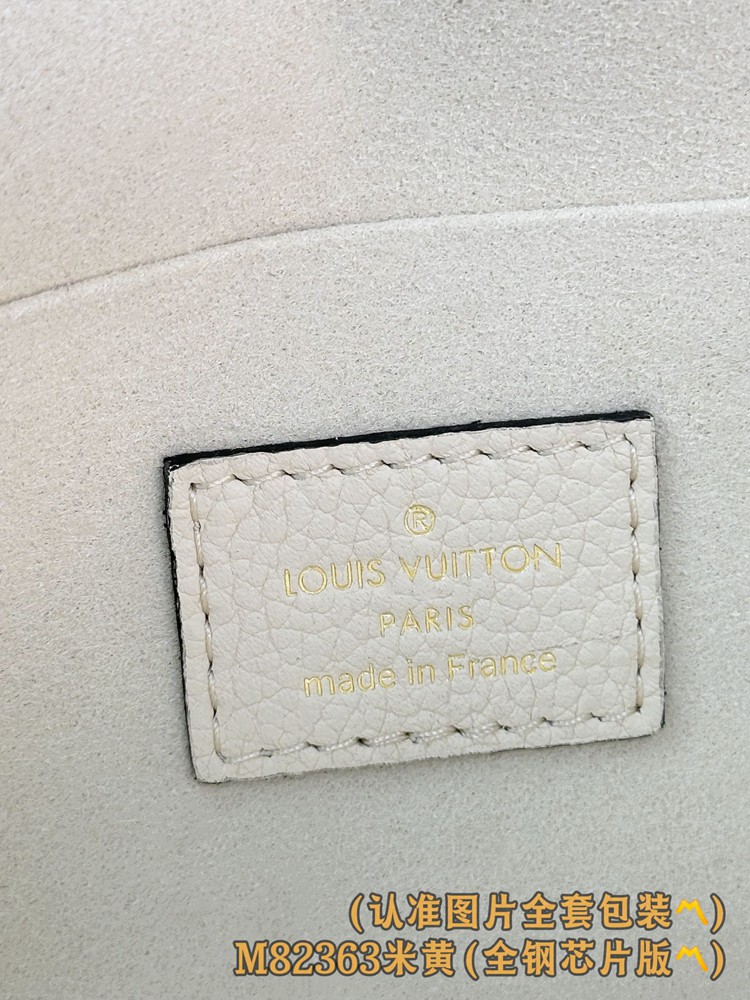 ®
LOUIS VUITTON
PARIS
made in France
(认准图片全套包装〽)
M82363米黄(全钢芯片版〽)